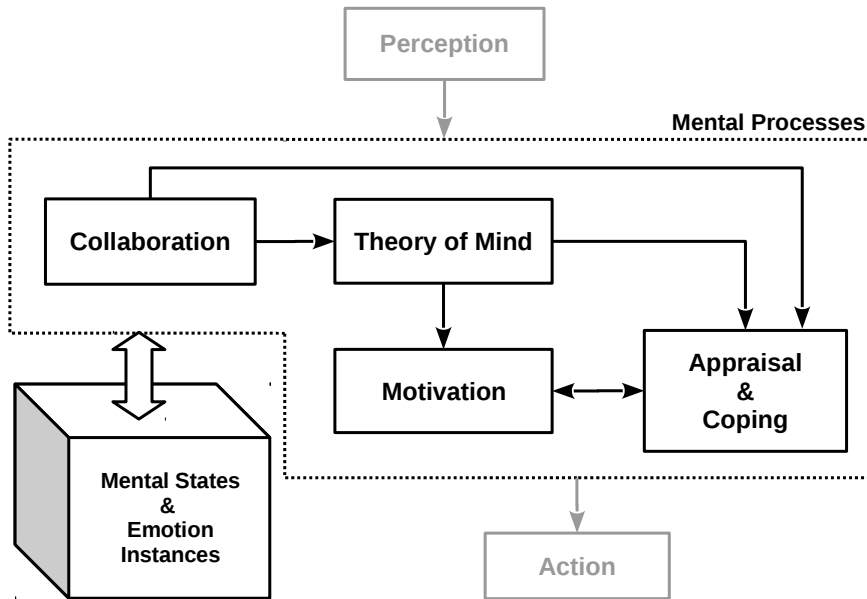 Perception
Mental Processes
Collaboration
Theory of Mind
Motivation
Appraisal
&
Coping
Mental States
&
Emotion
Instances
Action